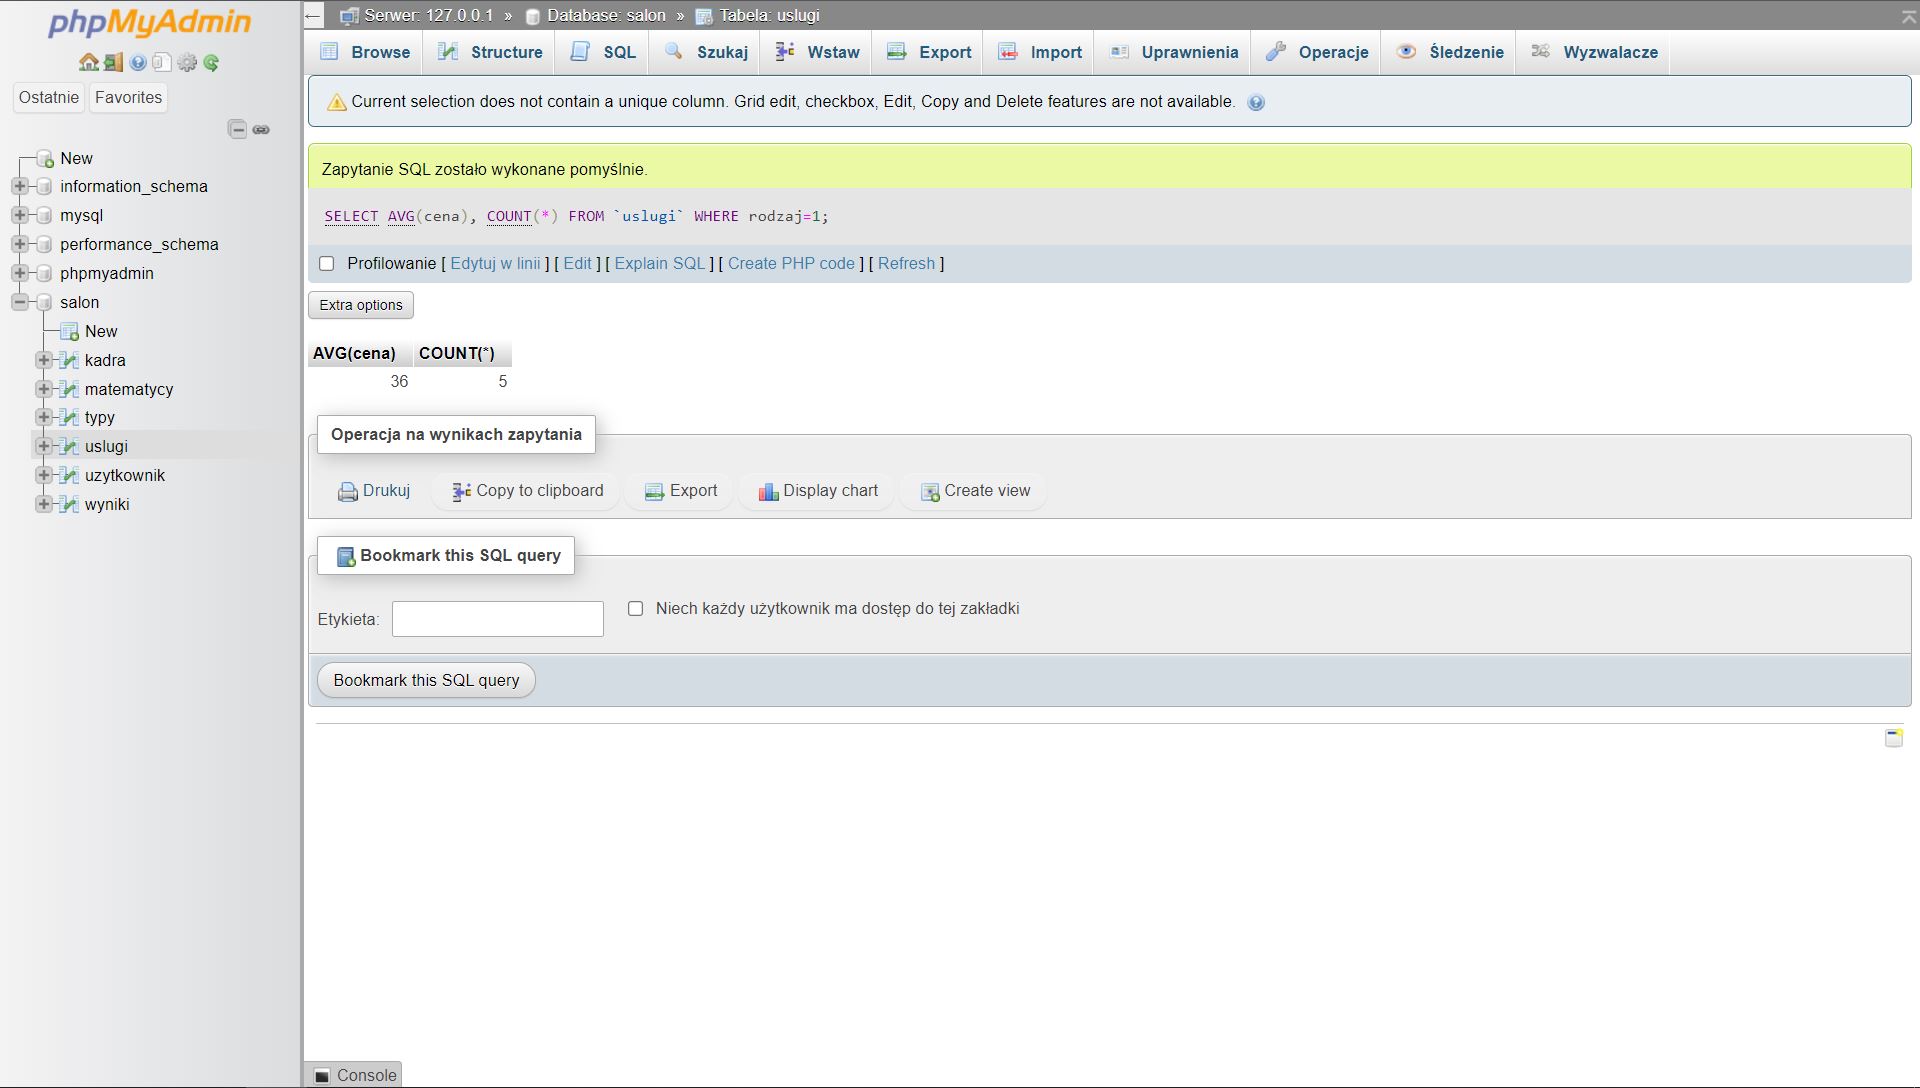 phpMyAdmin
Ostatnie Favorites
New
information_schema
mysql
performance_schema
phpmyadmin
salon
New
kadra
matematycy
typy
uslugi
uzytkownik
wyniki
Serwer: 127.0.0.1 » Database: salon » Tabela: uslugi
Browse Structure SQL Szukaj Wstaw Export Import Uprawnienia Operacje Śledzenie Wyzwalacze
Current selection does not contain a unique column. Grid edit, checkbox, Edit, Copy and Delete features are not available.
Zapytanie SQL zostało wykonane pomyślnie.
SELECT AVG(cena), COUNT(*) FROM `uslugi` WHERE rodzaj=1;
Profilowanie [ Edytuj w linii ] [ Edit ] [ Explain SQL ] [ Create PHP code ] [ Refresh ]
Extra options
AVG(cena) COUNT(*)
36 5
Operacja na wynikach zapytania
Drukuj Copy to clipboard Export Display chart Create view
Bookmark this SQL query
Etykieta: Niech każdy użytkownik ma dostęp do tej zakładki
Bookmark this SQL query
Console